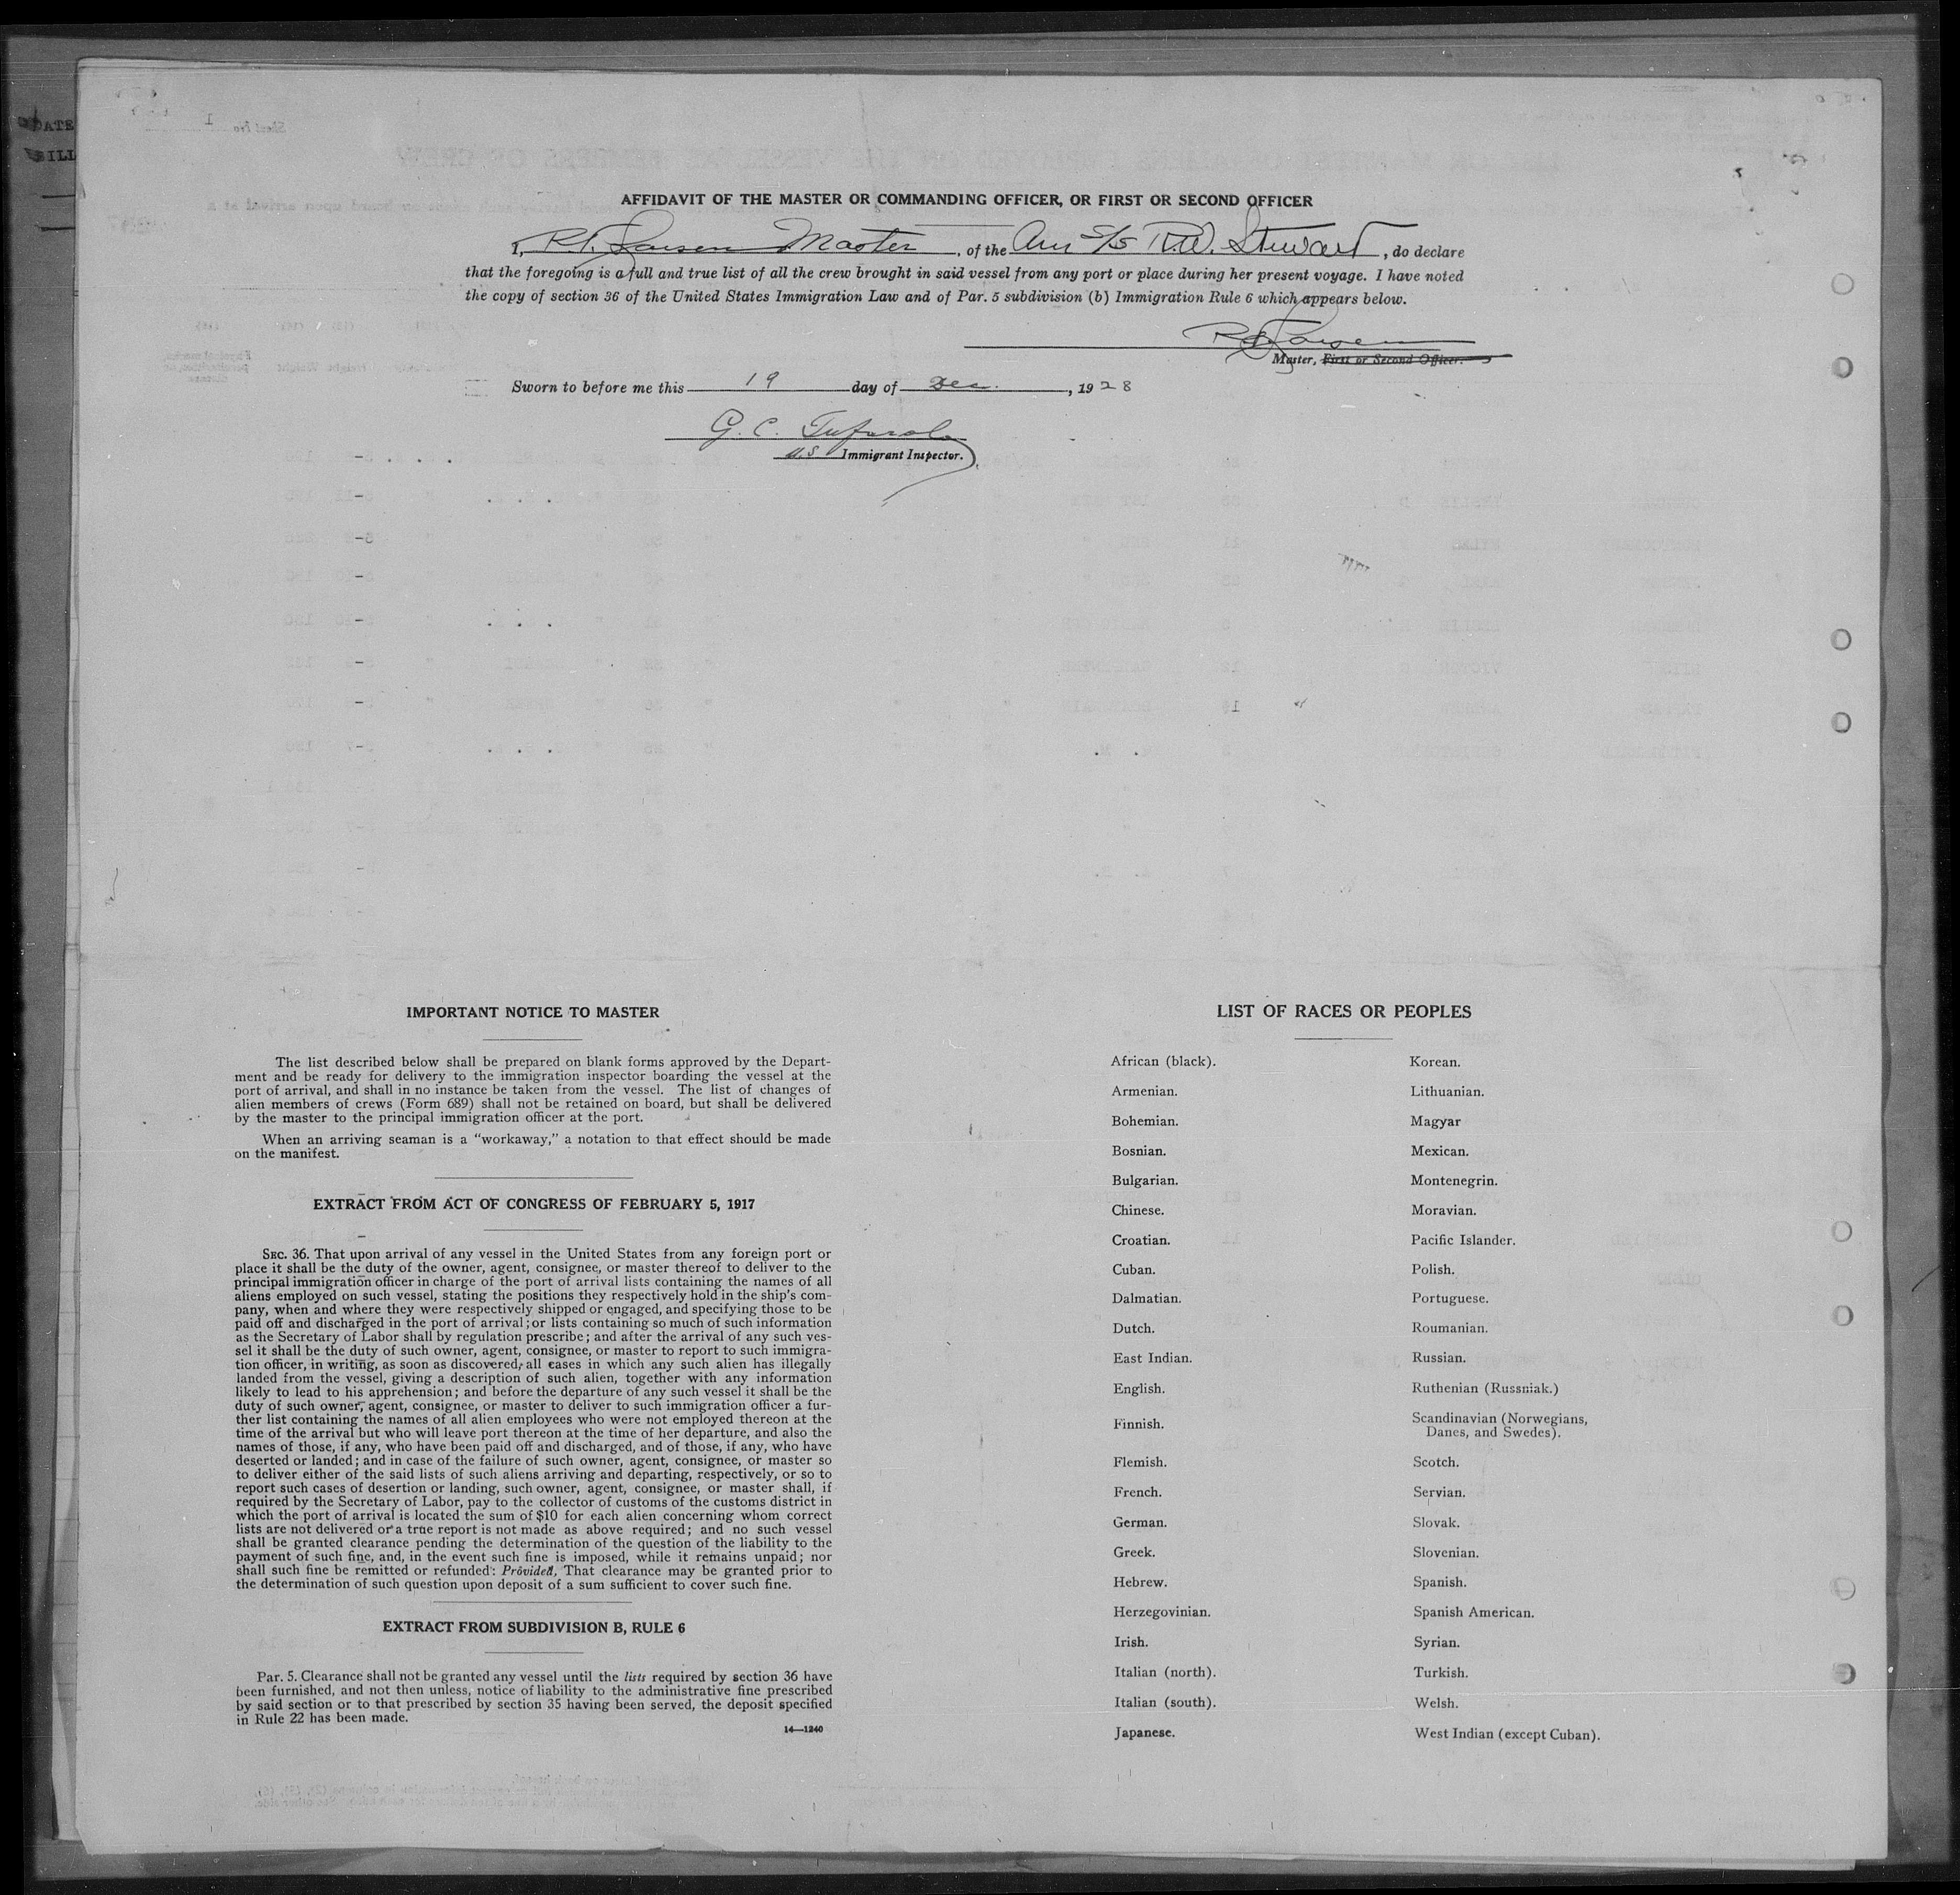 AFFIDAVIT OF THE MASTER OR COMMANDING OFFICER, OR FIRST OR SECOND OFFICER
I, Larsen Master, of the Am S/S R.W. Stewart, do declare
that the foregoing is a full and true list of all the crew brought in said vessel from any port or place during her present voyage. I have noted
the copy of section 36 of the United States Immigration Law and of Par. 5 subdivision (b) Immigration Rule 6 which appears below.
Larsen
Master, First or Second Officer.
Sworn to before me this 19 day of Dec., 1928
G. C.
U.S Immigrant Inspector.
IMPORTANT NOTICE TO MASTER
The list described below shall be prepared on blank forms approved by the Depart-
ment and be ready for delivery to the immigration inspector boarding the vessel at the
port of arrival, and shall in no instance be taken from the vessel. The list of changes of
alien members of crews (Form 689) shall not be retained on board, but shall be delivered
by the master to the principal immigration officer at the port.
When an arriving seaman is a “workaway,” a notation to that effect should be made
on the manifest.
EXTRACT FROM ACT OF CONGRESS OF FEBRUARY 5, 1917
SEC. 36. That upon arrival of any vessel in the United States from any foreign port or
place it shall be the duty of the owner, agent, consignee, or master thereof to deliver to the
principal immigration officer in charge of the port of arrival lists containing the names of all
aliens employed on such vessel, stating the positions they respectively hold in the ship's com-
pany, when and where they were respectively shipped or engaged, and specifying those to be
paid off and discharged in the port of arrival; or lists containing so much of such information
as the Secretary of Labor shall by regulation prescribe; and after the arrival of any such ves-
sel it shall be the duty of such owner, agent, consignee, or master to report to such immigra-
tion officer, in writing, as soon as discovered, all cases in which any such alien has illegally
landed from the vessel, giving a description of such alien, together with any information
likely to lead to his apprehension; and before the departure of any such vessel it shall be the
duty of such owner, agent, consignee, or master to deliver to such immigration officer a fur-
ther list containing the names of all alien employees who were not employed thereon at the
time of the arrival but who will leave port thereon at the time of her departure, and also the
names of those, if any, who have been paid off and discharged, and of those, if any, who have
deserted or landed; and in case of the failure of such owner, agent, consignee, or master so
to deliver either of the said lists of such aliens arriving and departing, respectively, or so to
report such cases of desertion or landing, such owner, agent, consignee, or master shall, if
required by the Secretary of Labor, pay to the collector of customs of the customs district in
which the port of arrival is located the sum of $10 for each alien concerning whom correct
lists are not delivered or a true report is not made as above required; and no such vessel
shall be granted clearance pending the determination of the question of the liability to the
payment of such fine, and, in the event such fine is imposed, while it remains unpaid; nor
shall such fine be remitted or refunded: Provided, That clearance may be granted prior to
the determination of such question upon deposit of a sum sufficient to cover such fine.
EXTRACT FROM SUBDIVISION B, RULE 6
Par. 5. Clearance shall not be granted any vessel until the lists required by section 36 have
been furnished, and not then unless, notice of liability to the administrative fine prescribed
by said section or to that prescribed by section 35 having been served, the deposit specified
in Rule 22 has been made.
14—1240
LIST OF RACES OR PEOPLES
African (black).
Armenian.
Bohemian.
Bosnian.
Bulgarian.
Chinese.
Croatian.
Cuban.
Dalmatian.
Dutch.
East Indian.
English.
Finnish.
Flemish.
French.
German.
Greek.
Hebrew.
Herzegovinian.
Irish.
Italian (north).
Italian (south).
Japanese.
Korean.
Lithuanian.
Magyar
Mexican.
Montenegrin.
Moravian.
Pacific Islander.
Polish.
Portuguese.
Roumanian.
Russian.
Ruthenian (Russniak.)
Scandinavian (Norwegians,
Danes, and Swedes).
Scotch.
Servian.
Slovak.
Slovenian.
Spanish.
Spanish American.
Syrian.
Turkish.
Welsh.
West Indian (except Cuban).